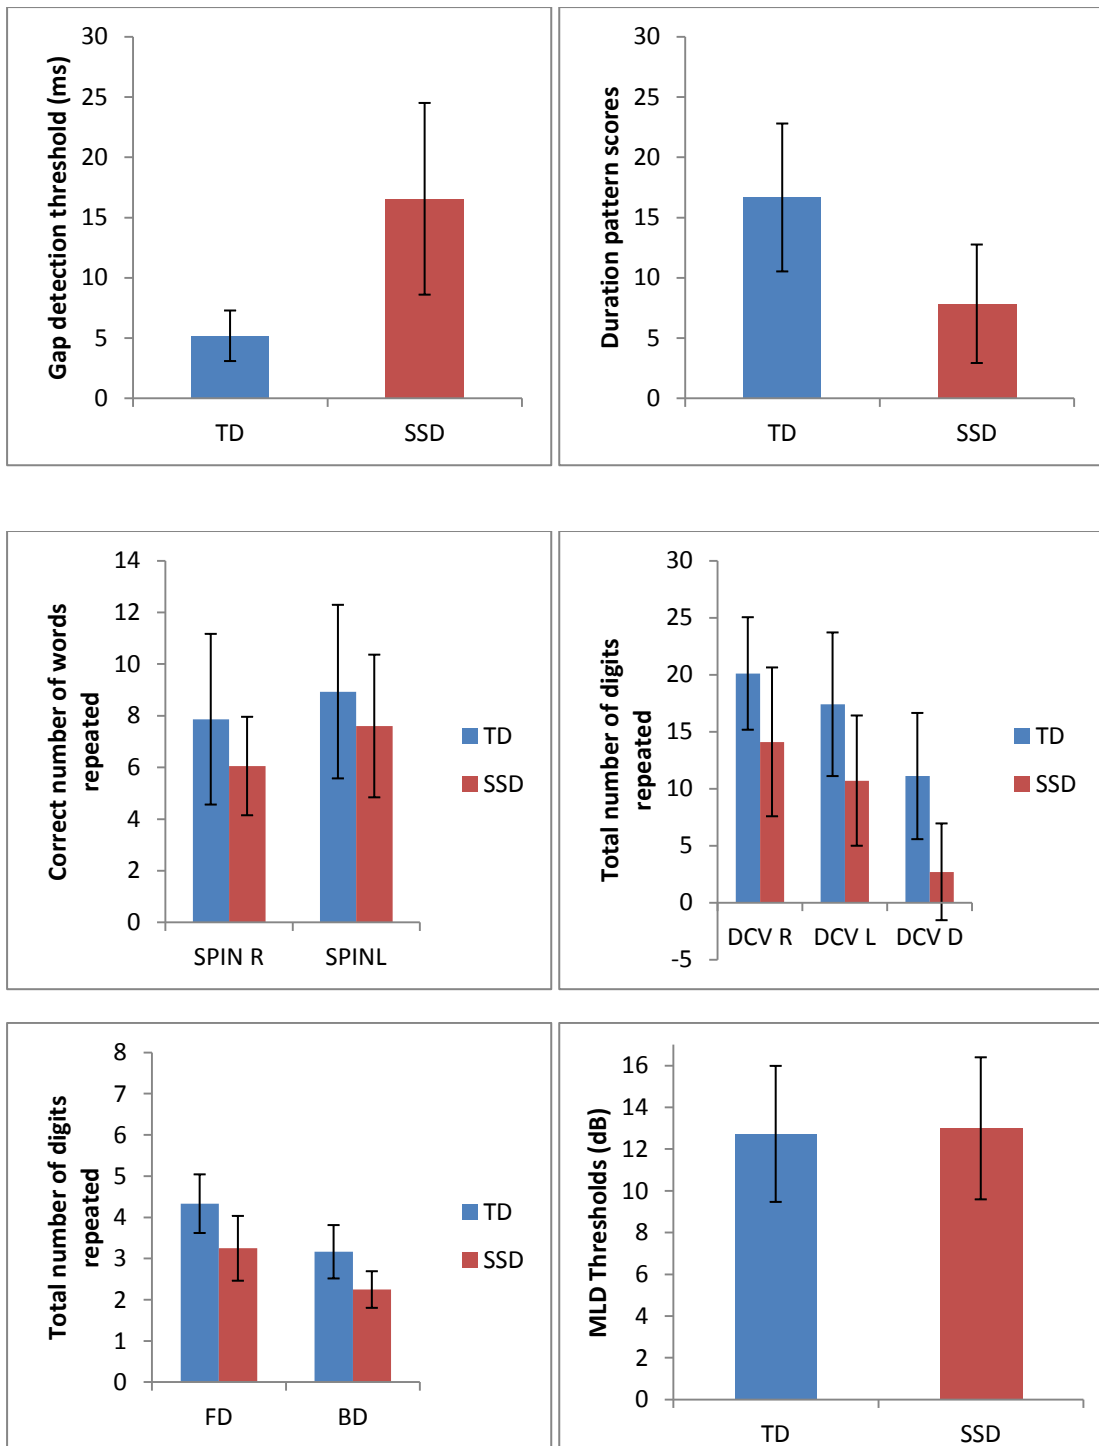 Gap detection threshold (ms)
30
25
20
15
10
5
0
TD
SSD
Duration pattern scores
30
25
20
15
10
5
0
TD
SSD
Correct number of words
repeated
14
12
10
8
6
4
2
0
SPIN R
SPINL
TD
SSD
Total number of digits
repeated
30
25
20
15
10
5
0
-5
DCV R
DCV L
DCV D
TD
SSD
Total number of digits
repeated
8
7
6
5
4
3
2
1
0
FD
BD
TD
SSD
MLD Thresholds (dB)
16
14
12
10
8
6
4
2
0
TD
SSD